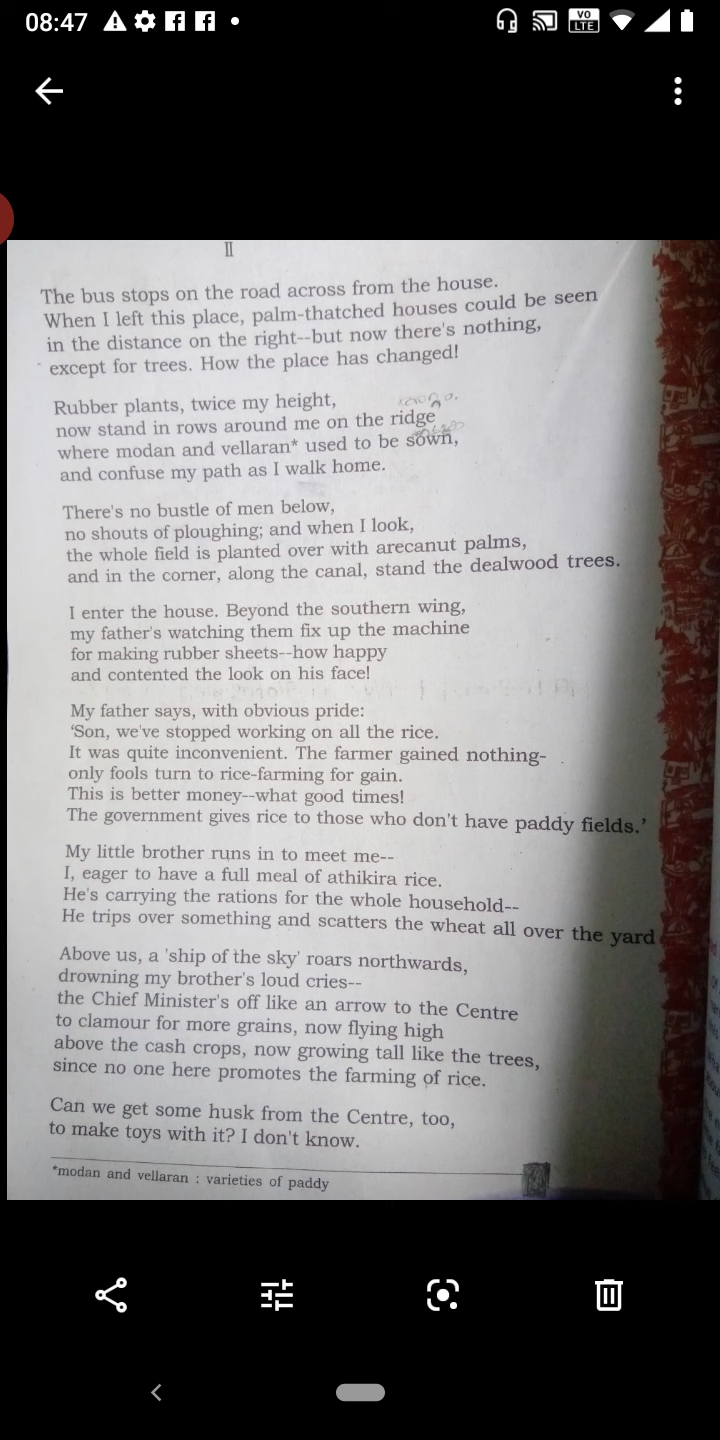 08:47
VO
LTE
II
The bus stops on the road across from the house.
When I left this place, palm-thatched houses could be seen
in the distance on the right--but now there's nothing,
except for trees. How the place has changed!
Rubber plants, twice my height,
now stand in rows around me on the ridge
where modan and vellaran* used to be sown,
and confuse my path as I walk home.
There's no bustle of men below,
no shouts of ploughing; and when I look,
the whole field is planted over with arecanut palms,
and in the corner, along the canal, stand the dealwood trees.
I enter the house. Beyond the southern wing,
my father's watching them fix up the machine
for making rubber sheets--how happy
and contented the look on his face!
My father says, with obvious pride:
‘Son, we've stopped working on all the rice.
It was quite inconvenient. The farmer gained nothing-
only fools turn to rice-farming for gain.
This is better money--what good times!
The government gives rice to those who don't have paddy fields.’
My little brother runs in to meet me--
I, eager to have a full meal of athikira rice.
He's carrying the rations for the whole household--
He trips over something and scatters the wheat all over the yard
Above us, a 'ship of the sky' roars northwards,
drowning my brother's loud cries--
the Chief Minister's off like an arrow to the Centre
to clamour for more grains, now flying high
above the cash crops, now growing tall like the trees,
since no one here promotes the farming of rice.
Can we get some husk from the Centre, too,
to make toys with it? I don't know.
*modan and vellaran : varieties of paddy